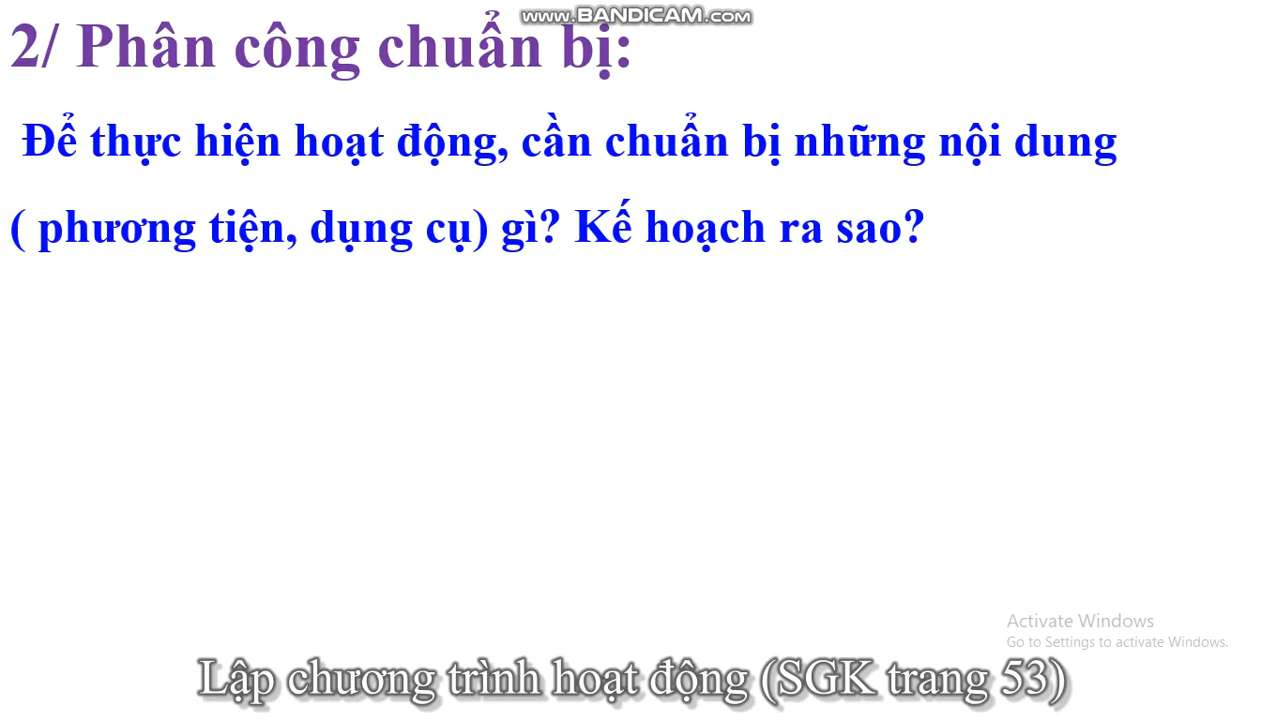 www.BANDICAM.com
2/ Phân công chuẩn bị:
Để thực hiện hoạt động, cần chuẩn bị những nội dung
( phương tiện, dụng cụ) gì? Kế hoạch ra sao?
Activate Windows
Go to Settings to activate Windows.
Lập chương trình hoạt động (SGK trang 53)